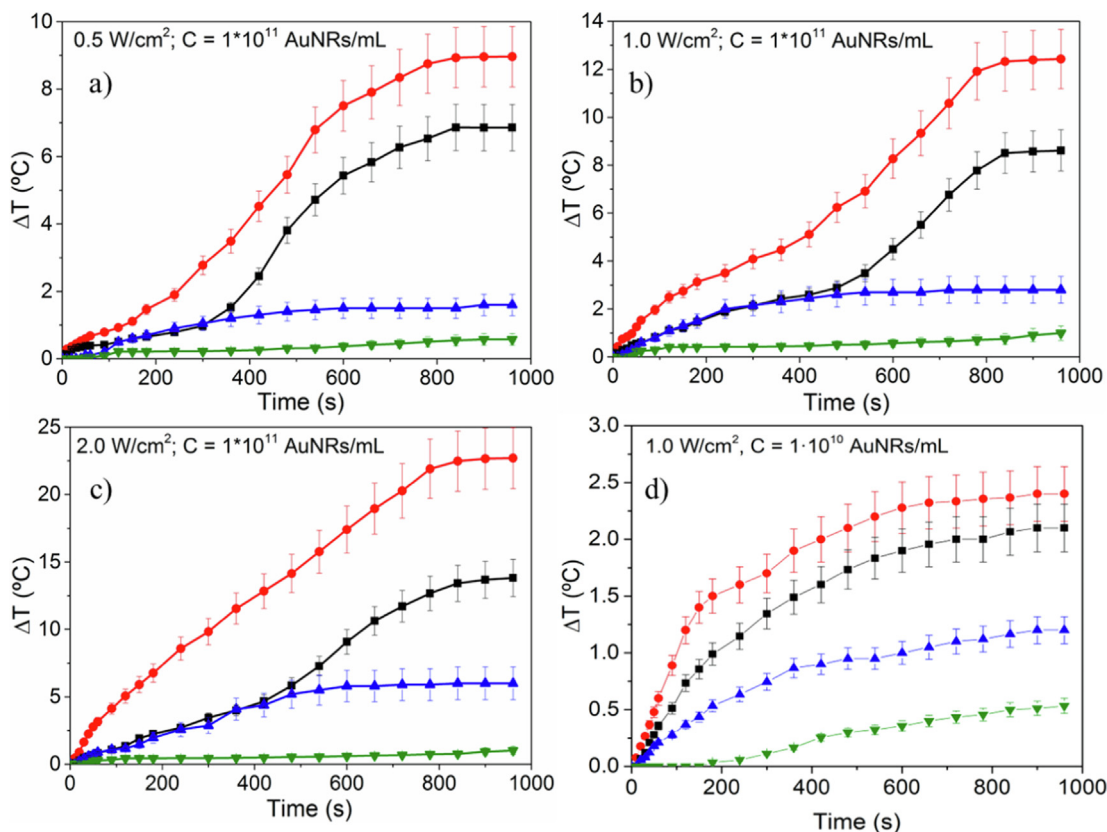 0.5 W/cm²; C = 1*10¹¹ AuNRs/mL
a)
10
8
6
4
2
0
ΔT (ºC)
0 200 400 600 800 1000
Time (s)
1.0 W/cm²; C = 1*10¹¹ AuNRs/mL
b)
14
12
10
8
6
4
2
0
ΔT (ºC)
0 200 400 600 800 1000
Time (s)
2.0 W/cm²; C = 1*10¹¹ AuNRs/mL
c)
25
20
15
10
5
0
ΔT (ºC)
0 200 400 600 800 1000
Time (s)
1.0 W/cm², C = 1·10¹⁰ AuNRs/mL
d)
3.0
2.5
2.0
1.5
1.0
0.5
0.0
ΔT (ºC)
0 200 400 600 800 1000
Time (s)